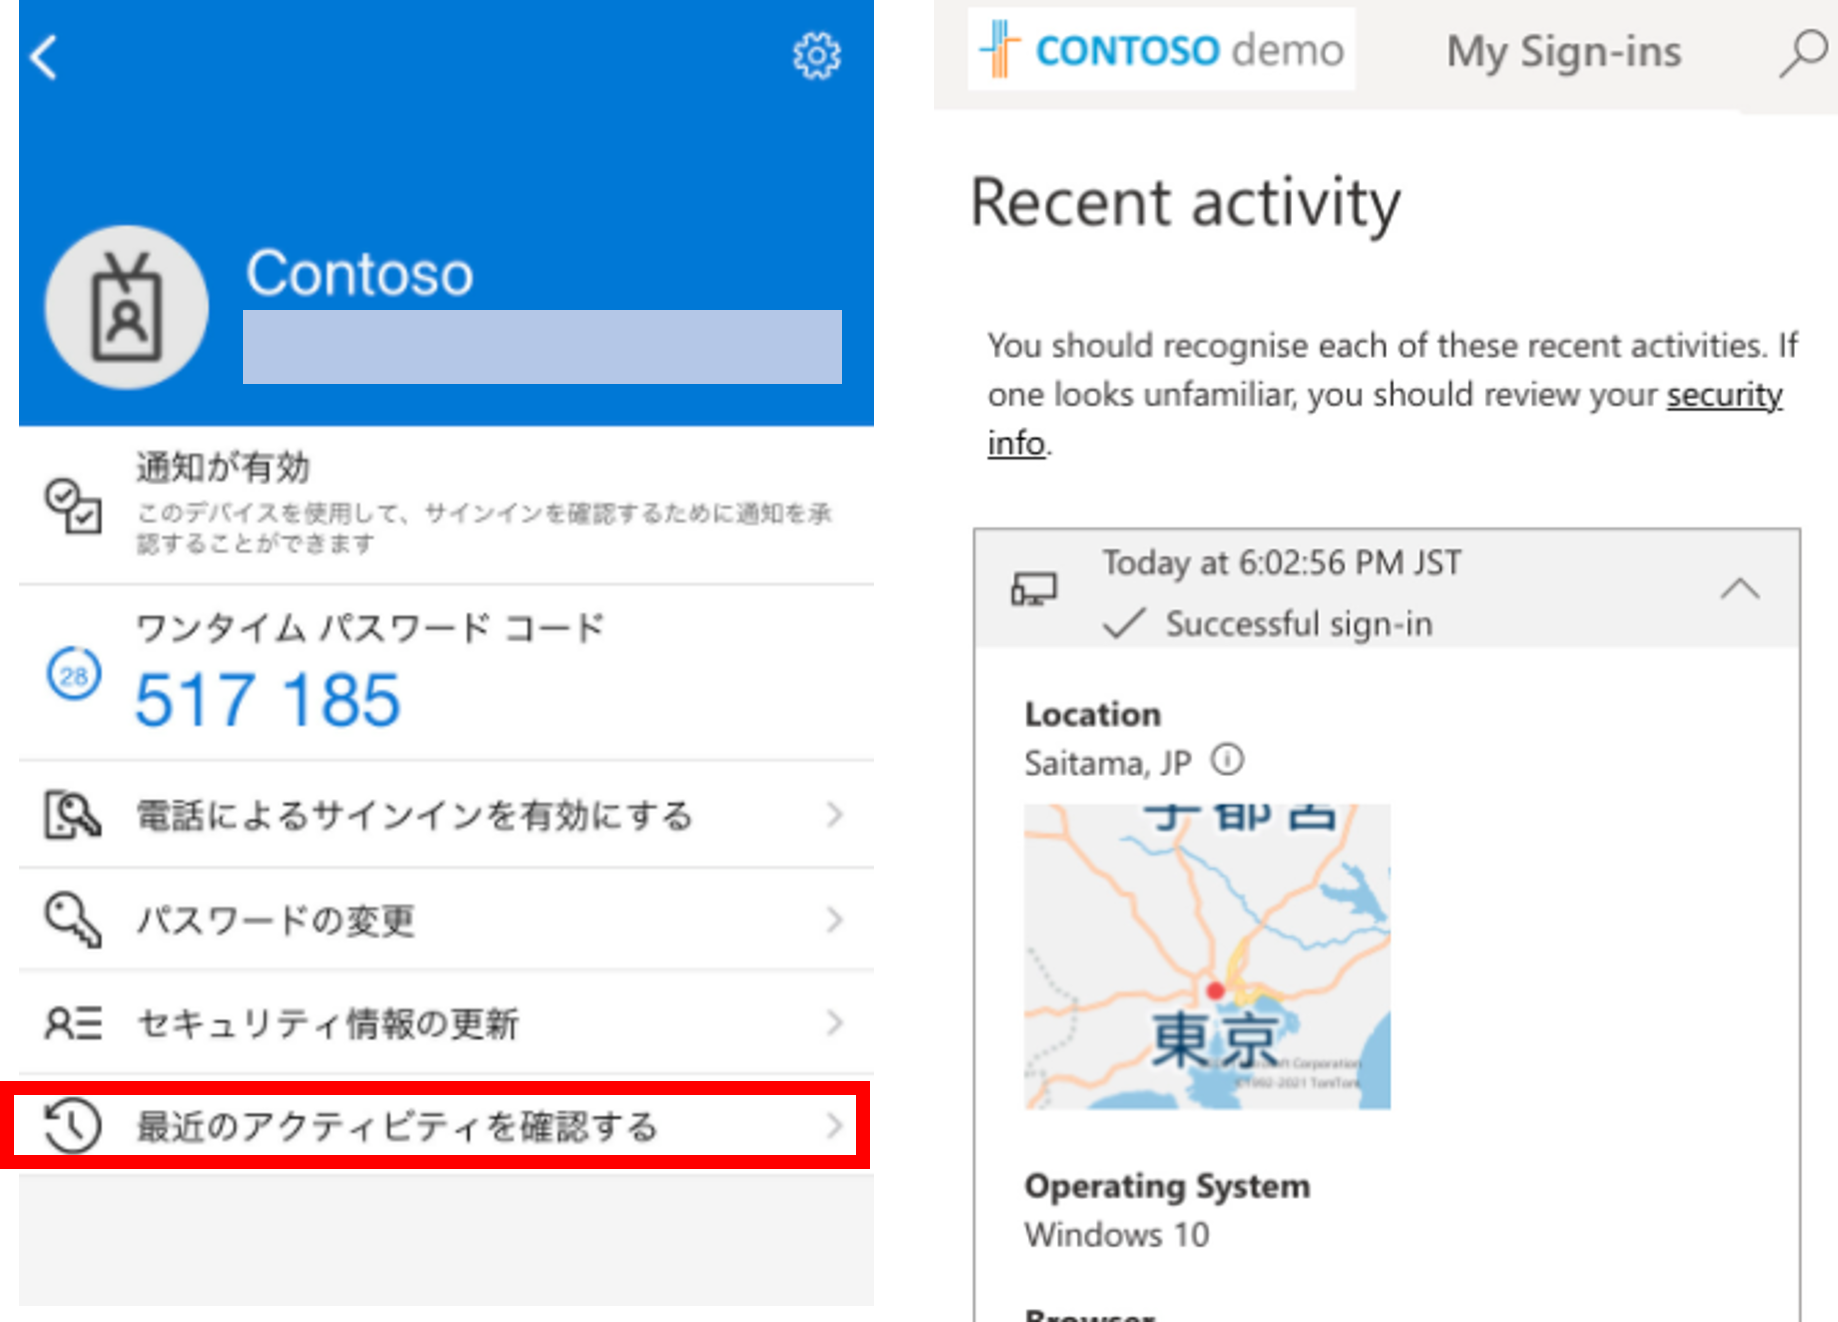 Contoso
通知が有効
このデバイスを使用して、サインインを確認するために通知を承
認することができます
ワンタイム パスワード コード
28
517 185
電話によるサインインを有効にする
パスワードの変更
セキュリティ情報の更新
最近のアクティビティを確認する
CONTOSO demo
My Sign-ins
Recent activity
You should recognise each of these recent activities. If
one looks unfamiliar, you should review your security
info.
Today at 6:02:56 PM JST
Successful sign-in
Location
Saitama, JP
宇都宮
東京
Corporation
©1992-2021 TomTom
Operating System
Windows 10
Browser